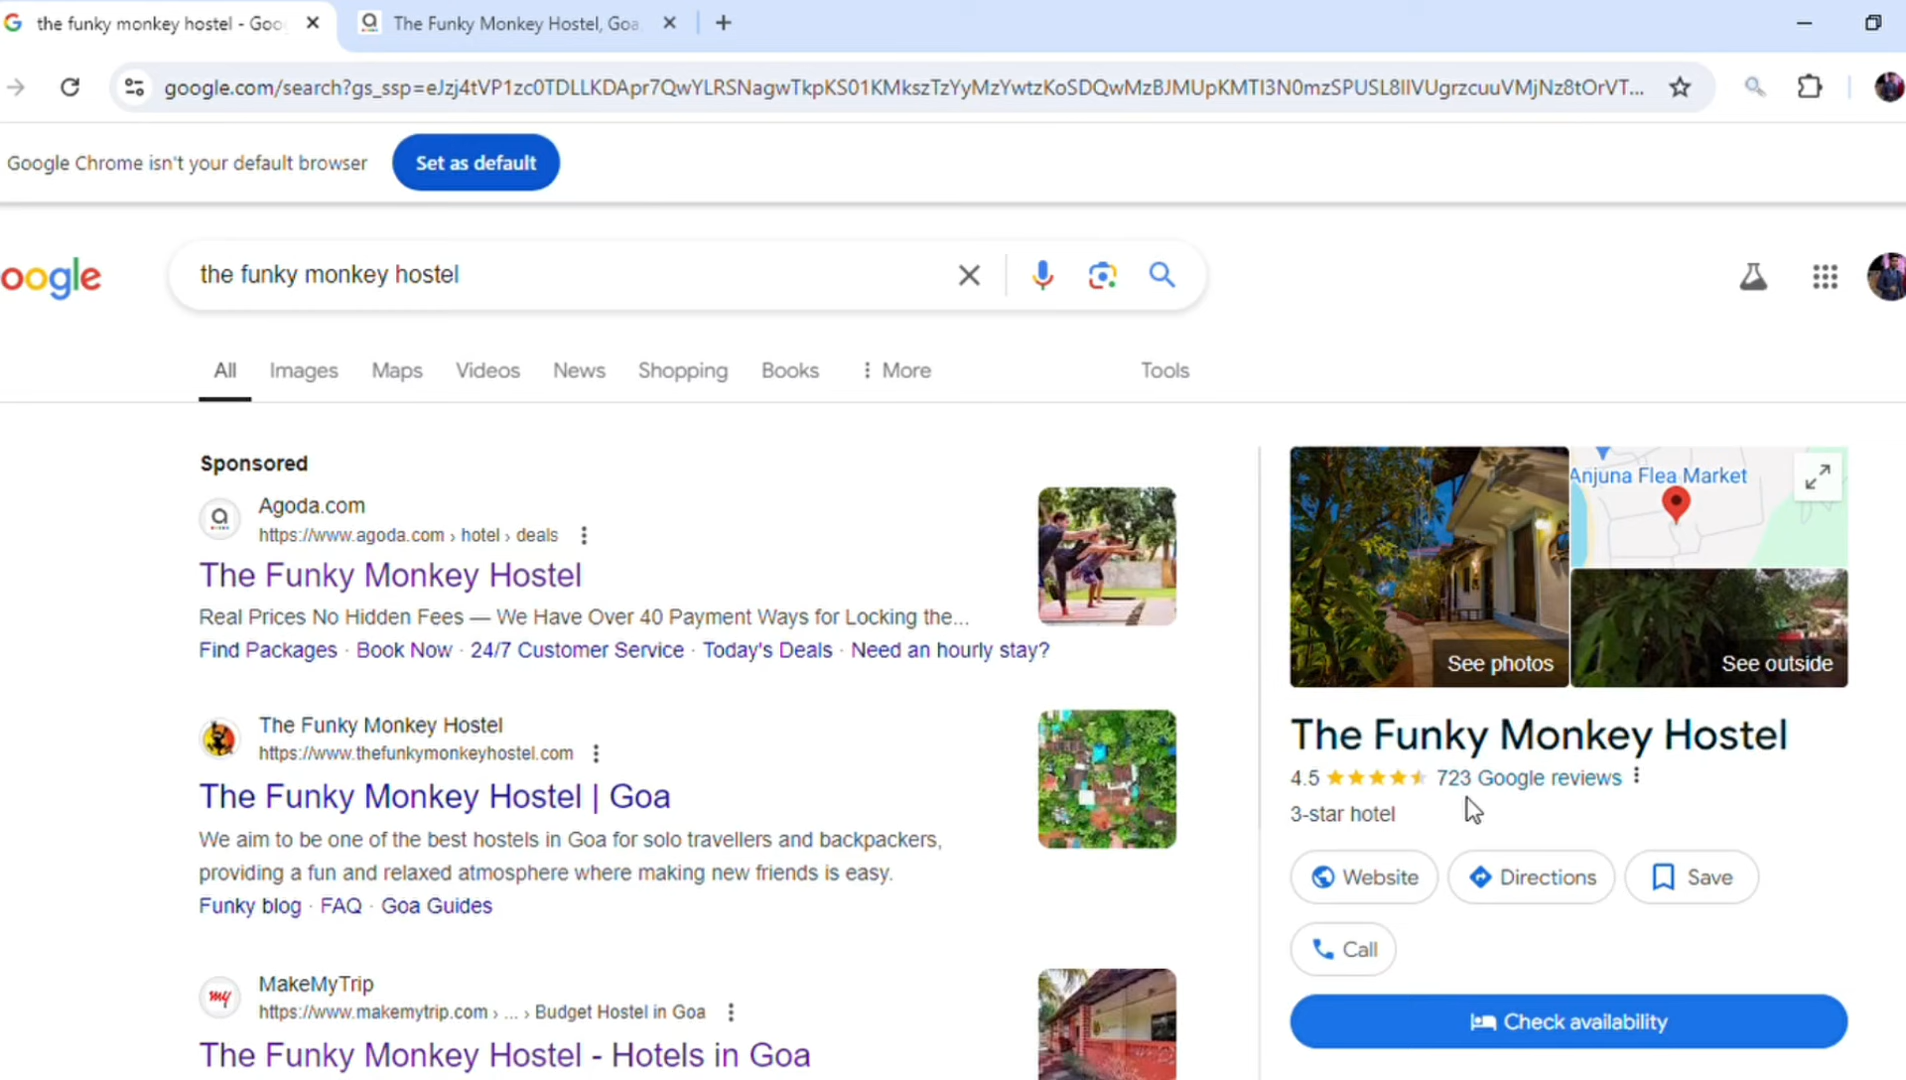 the funky monkey hostel - Goo
The Funky Monkey Hostel, Goa
google.com/search?gs_ssp=eJzj4tVP1zc0TDLLKDApr7QwYLRSNagwTkpKS01KMkszTzYyMzYwtzKoSDQwMzBJMUpKMTI3N0mzSPUSL8lIVUgrzcuuVMjNz8tOrVT...
Google Chrome isn't your default browser
Set as default
oogle
the funky monkey hostel
All
Images
Maps
Videos
News
Shopping
Books
More
Tools
Sponsored
Agoda.com
https://www.agoda.com › hotel › deals
The Funky Monkey Hostel
Real Prices No Hidden Fees — We Have Over 40 Payment Ways for Locking the...
Find Packages · Book Now · 24/7 Customer Service · Today's Deals · Need an hourly stay?
The Funky Monkey Hostel
https://www.thefunkymonkeyhostel.com
The Funky Monkey Hostel | Goa
We aim to be one of the best hostels in Goa for solo travellers and backpackers,
providing a fun and relaxed atmosphere where making new friends is easy.
Funky blog · FAQ · Goa Guides
my
MakeMyTrip
https://www.makemytrip.com › ... › Budget Hostel in Goa
The Funky Monkey Hostel - Hotels in Goa
Anjuna Flea Market
See photos
See outside
The Funky Monkey Hostel
4.5
723 Google reviews
3-star hotel
Website
Directions
Save
Call
Check availability